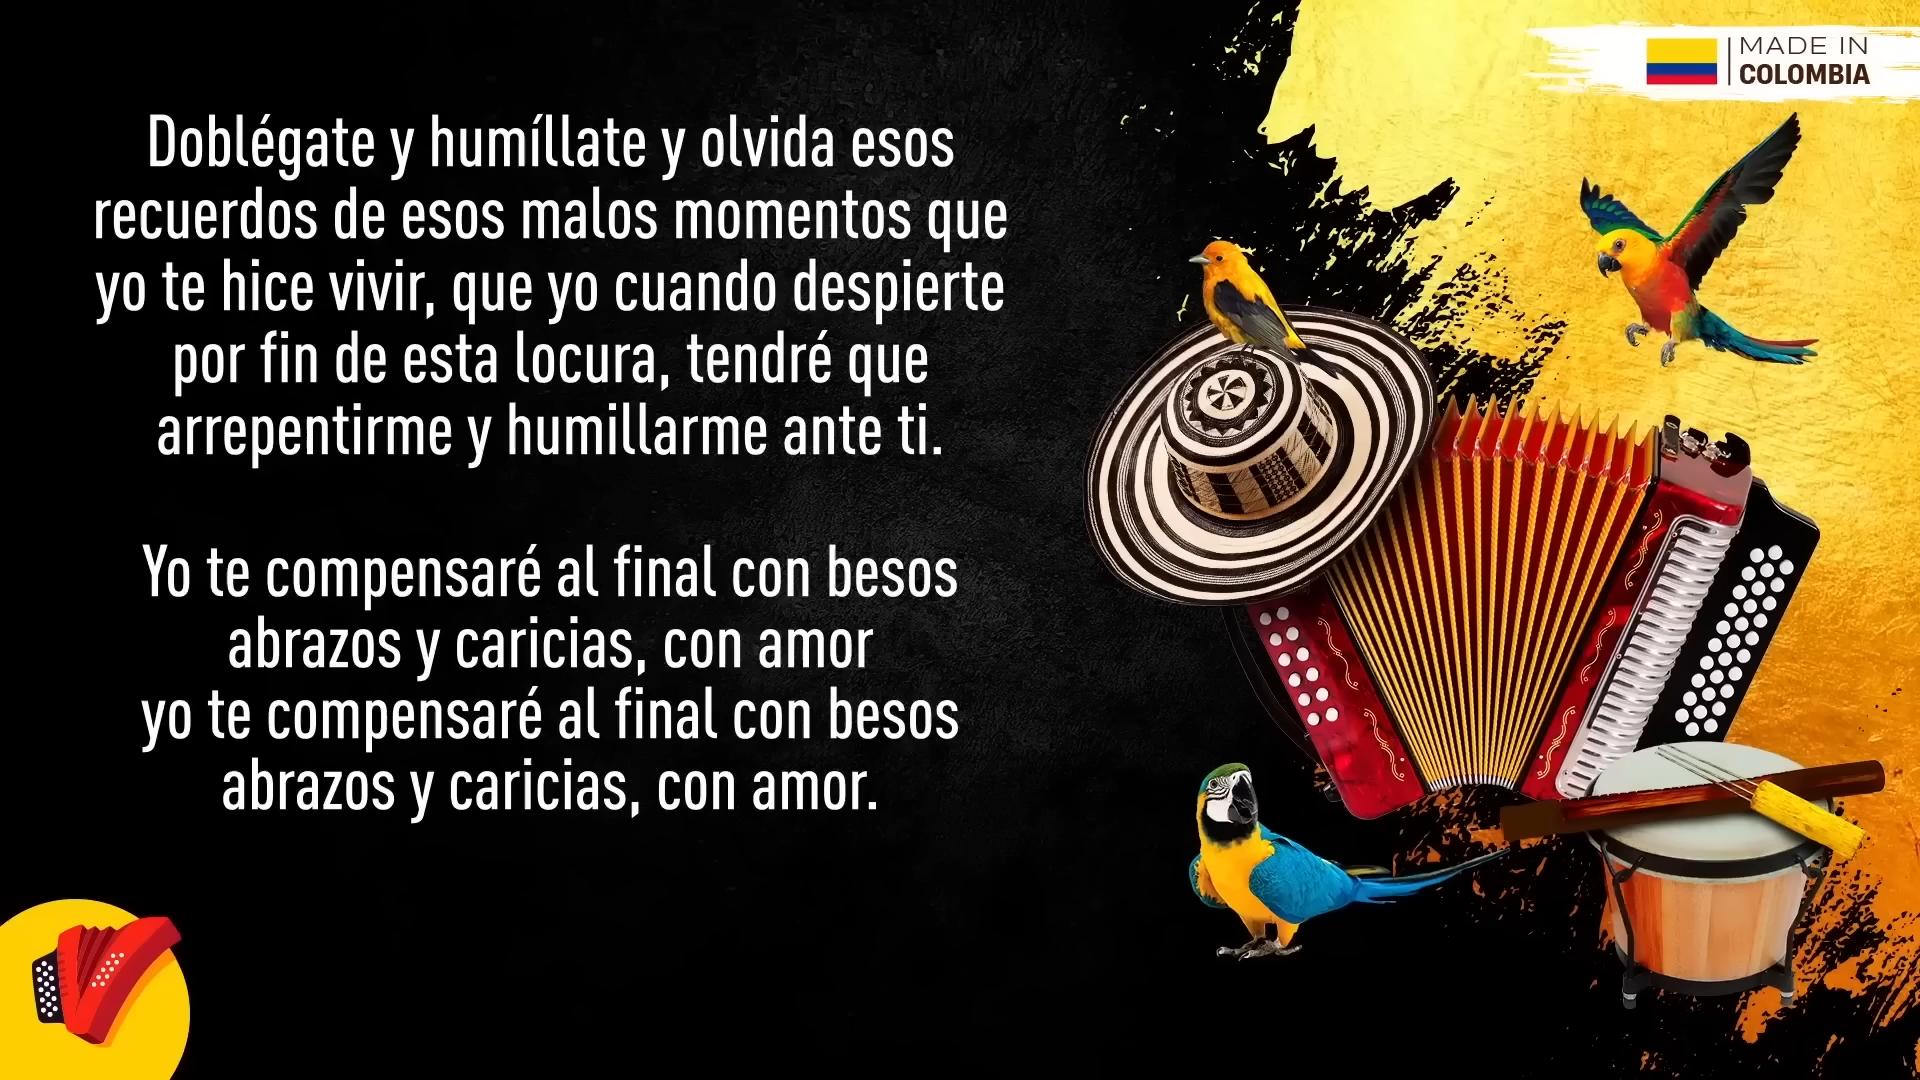 MADE IN
COLOMBIA
Doblégate y humíllate y olvida esos
recuerdos de esos malos momentos que
yo te hice vivir, que yo cuando despierte
por fin de esta locura, tendré que
arrepentirme y humillarme ante ti.
Yo te compensaré al final con besos
abrazos y caricias, con amor
yo te compensaré al final con besos
abrazos y caricias, con amor.